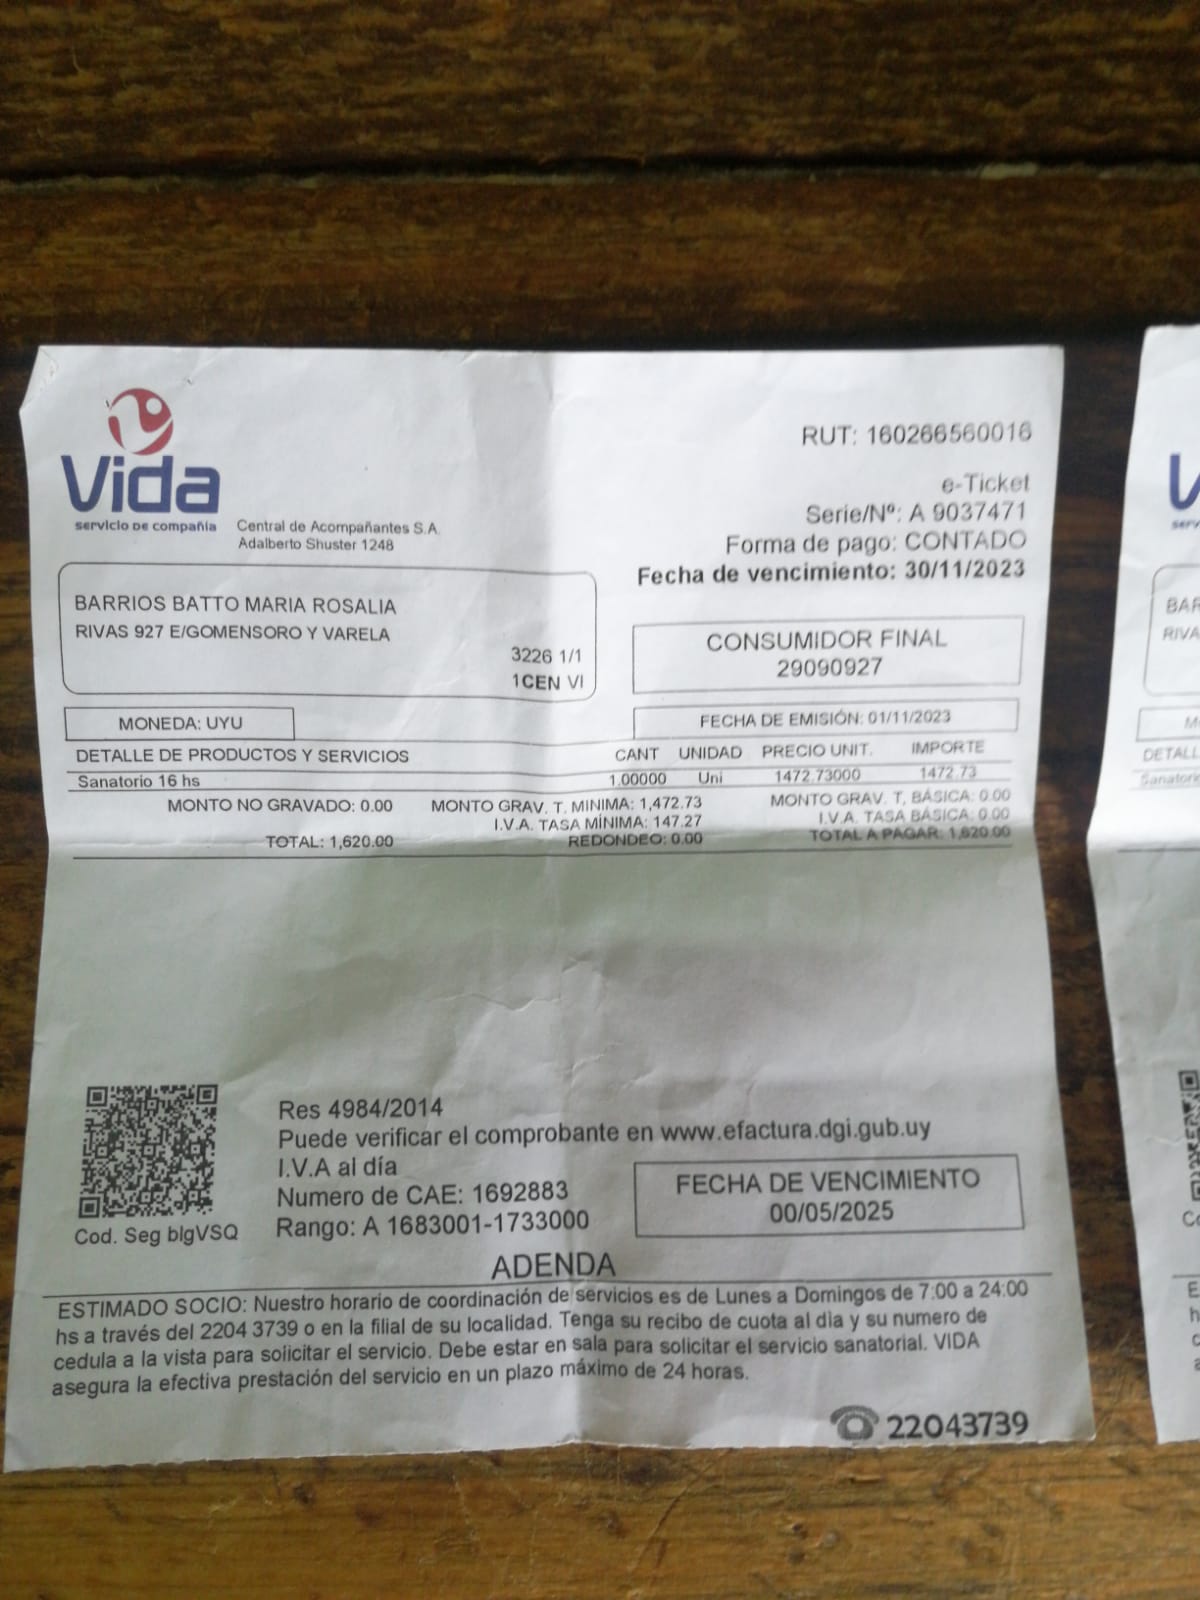 Vida
servicio de compañía
Central de Acompañantes S.A.
Adalberto Shuster 1248
RUT: 160266560016
e-Ticket
Serie/Nº: A 9037471
Forma de pago: CONTADO
Fecha de vencimiento: 30/11/2023
BARRIOS BATTO MARIA ROSALIA
RIVAS 927 E/GOMENSORO Y VARELA
3226 1/1
1CEN VI
CONSUMIDOR FINAL
29090927
MONEDA: UYU
FECHA DE EMISIÓN: 01/11/2023
DETALLE DE PRODUCTOS Y SERVICIOS CANT UNIDAD PRECIO UNIT. IMPORTE
Sanatorio 16 hs 1.00000 Uni 1472.73000 1472.73
MONTO NO GRAVADO: 0.00 MONTO GRAV. T. MINIMA: 1,472.73 MONTO GRAV. T. BÁSICA: 0.00
I.V.A. TASA MÍNIMA: 147.27 I.V.A. TASA BÁSICA: 0.00
TOTAL: 1,620.00 REDONDEO: 0.00 TOTAL A PAGAR: 1,620.00
Res 4984/2014
Puede verificar el comprobante en www.efactura.dgi.gub.uy
I.V.A al día
Numero de CAE: 1692883
Rango: A 1683001-1733000
Cod. Seg blgVSQ
FECHA DE VENCIMIENTO
00/05/2025
ADENDA
ESTIMADO SOCIO: Nuestro horario de coordinación de servicios es de Lunes a Domingos de 7:00 a 24:00
hs a través del 2204 3739 o en la filial de su localidad. Tenga su recibo de cuota al día y su numero de
cedula a la vista para solicitar el servicio. Debe estar en sala para solicitar el servicio sanatorial. VIDA
asegura la efectiva prestación del servicio en un plazo máximo de 24 horas.
22043739
BAR
RIVA
DETALL
Sanatorio